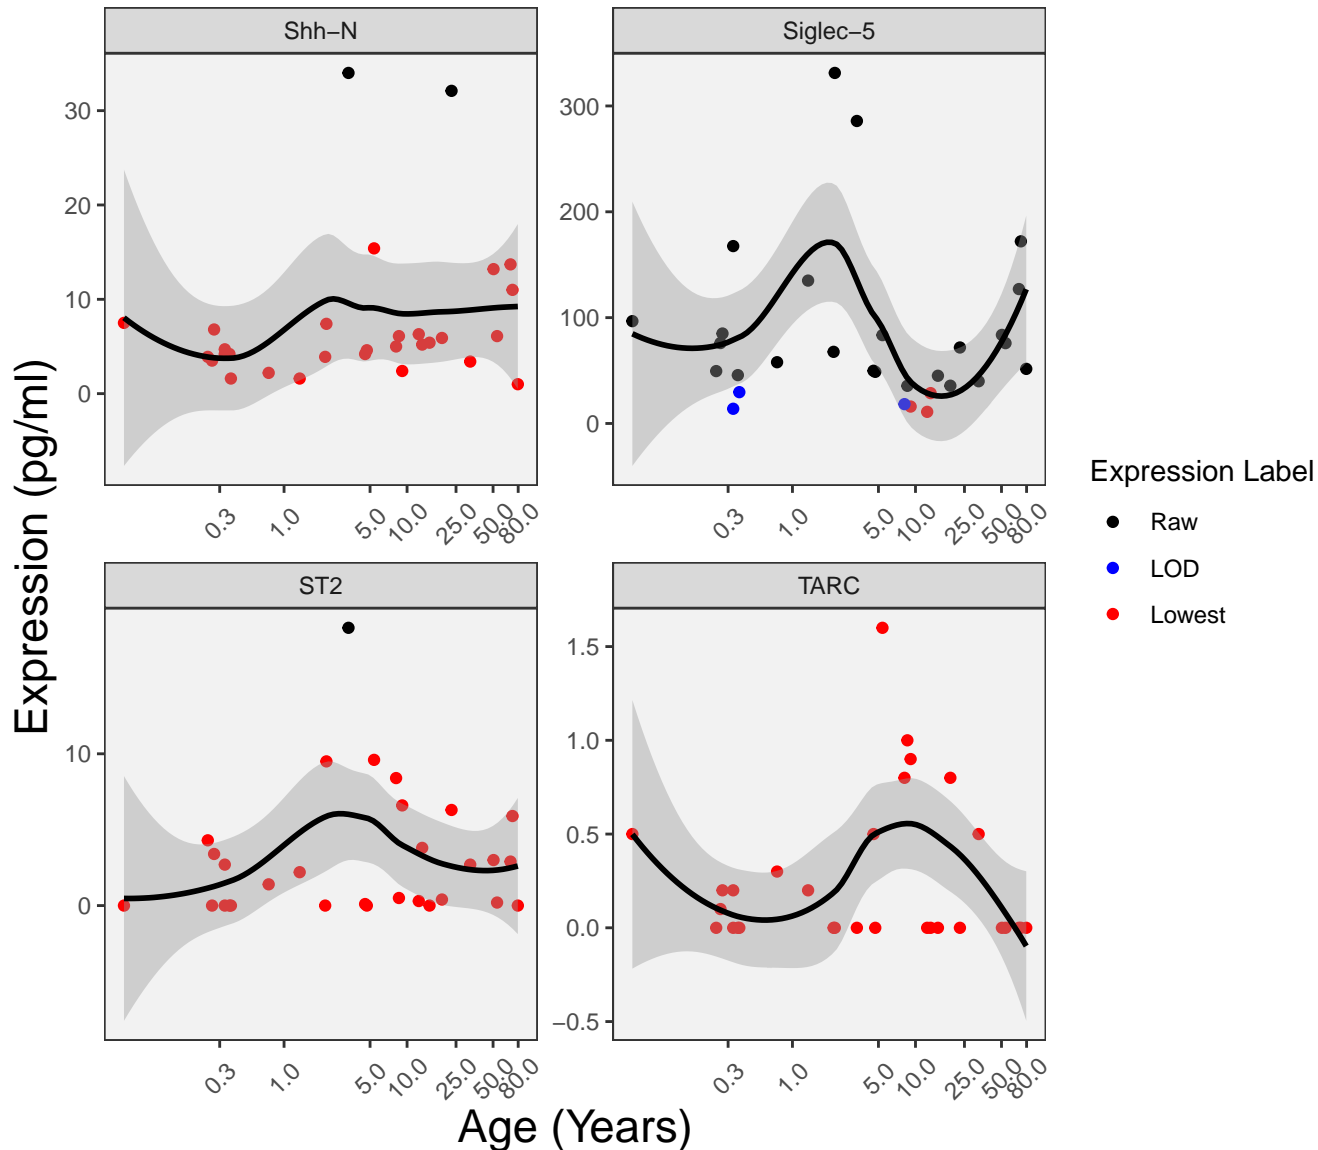 Shh−N
Siglec−5
30
20
10
0
300
200
100
0
0.3 1.0 5.0 10.0 25.0 50.0 80.0
0.3 1.0 5.0 10.0 25.0 50.0 80.0
Expression (pg/ml)
Expression Label
Raw
LOD
Lowest
ST2
TARC
10
0
1.5
1.0
0.5
0.0
−0.5
0.3 1.0 5.0 10.0 25.0 50.0 80.0
0.3 1.0 5.0 10.0 25.0 50.0 80.0
Age (Years)